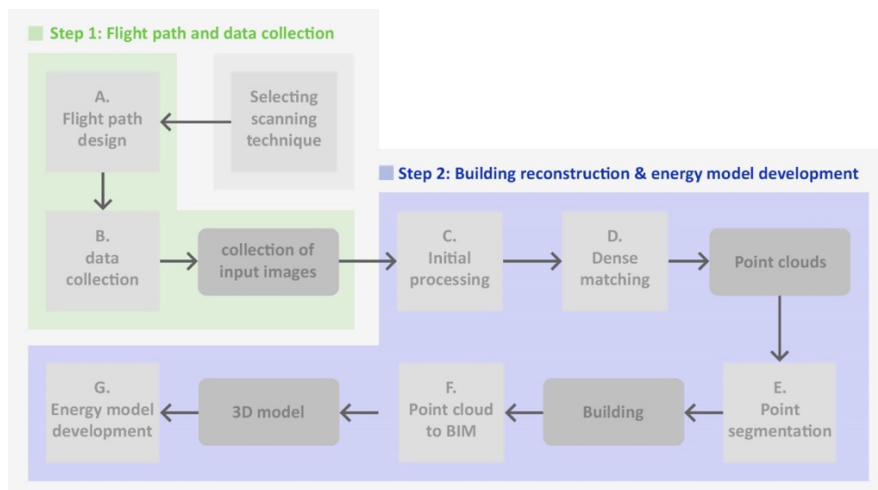 Step 1: Flight path and data collection
A.
Flight path
design
Selecting
scanning
technique
Step 2: Building reconstruction & energy model development
B.
data
collection
collection of
input images
C.
Initial
processing
D.
Dense
matching
Point clouds
G.
Energy model
development
3D model
F.
Point cloud
to BIM
Building
E.
Point
segmentation